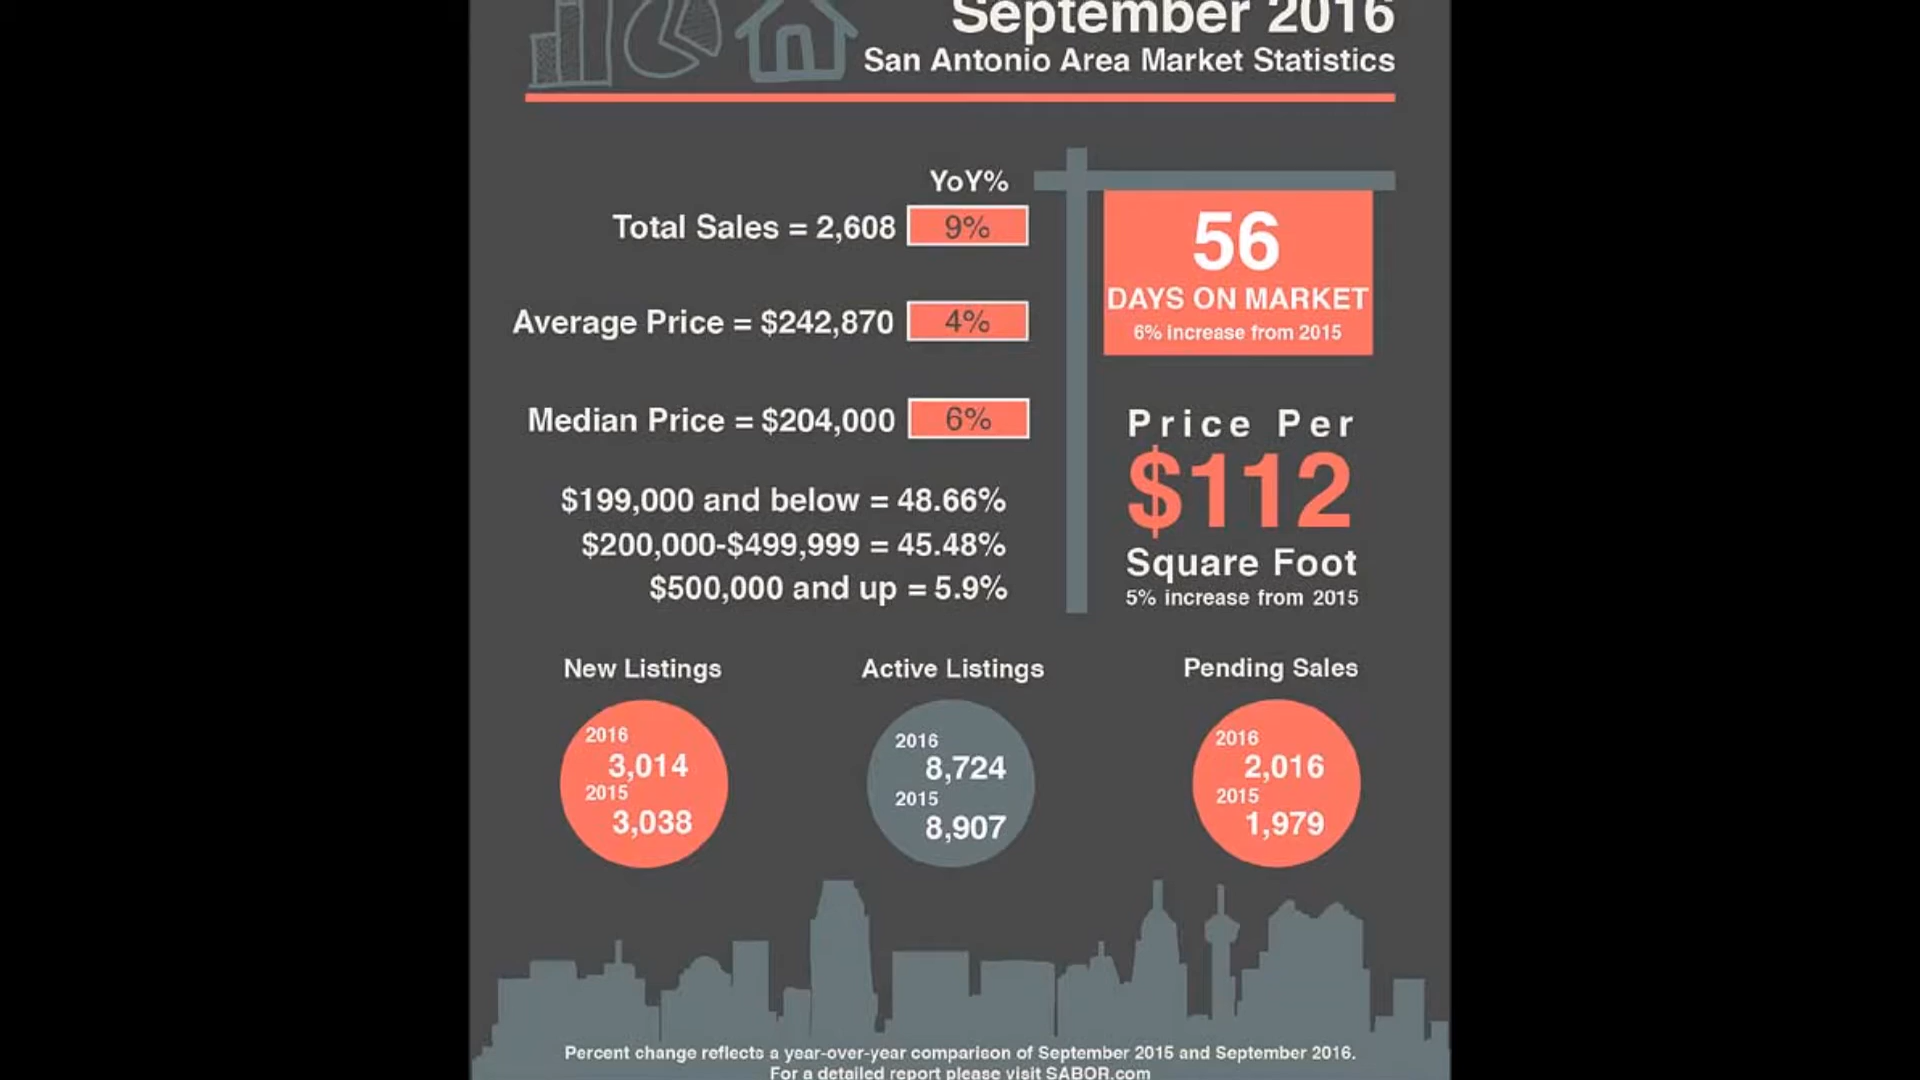 September 2016
San Antonio Area Market Statistics
YoY%
Total Sales = 2,608 9%
Average Price = $242,870 4%
Median Price = $204,000 6%
$199,000 and below = 48.66%
$200,000-$499,999 = 45.48%
$500,000 and up = 5.9%
56
DAYS ON MARKET
6% increase from 2015
Price Per
$112
Square Foot
5% increase from 2015
New Listings
2016
3,014
2015
3,038
Active Listings
2016
8,724
2015
8,907
Pending Sales
2016
2,016
2015
1,979
Percent change reflects a year-over-year comparison of September 2015 and September 2016.
For a detailed report please visit SABOR.com